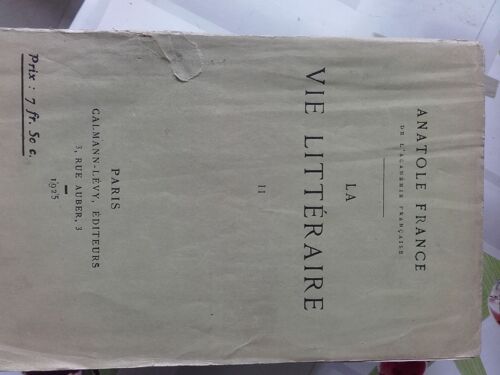 ANATOLE FRANCE
DE L'ACADÉMIE FRANÇAISE
LA
VIE LITTÉRAIRE
II
PARIS
CALMANN-LÉVY, ÉDITEURS
3, RUE AUBER, 3
1925
Prix : 7 fr. 50 c.